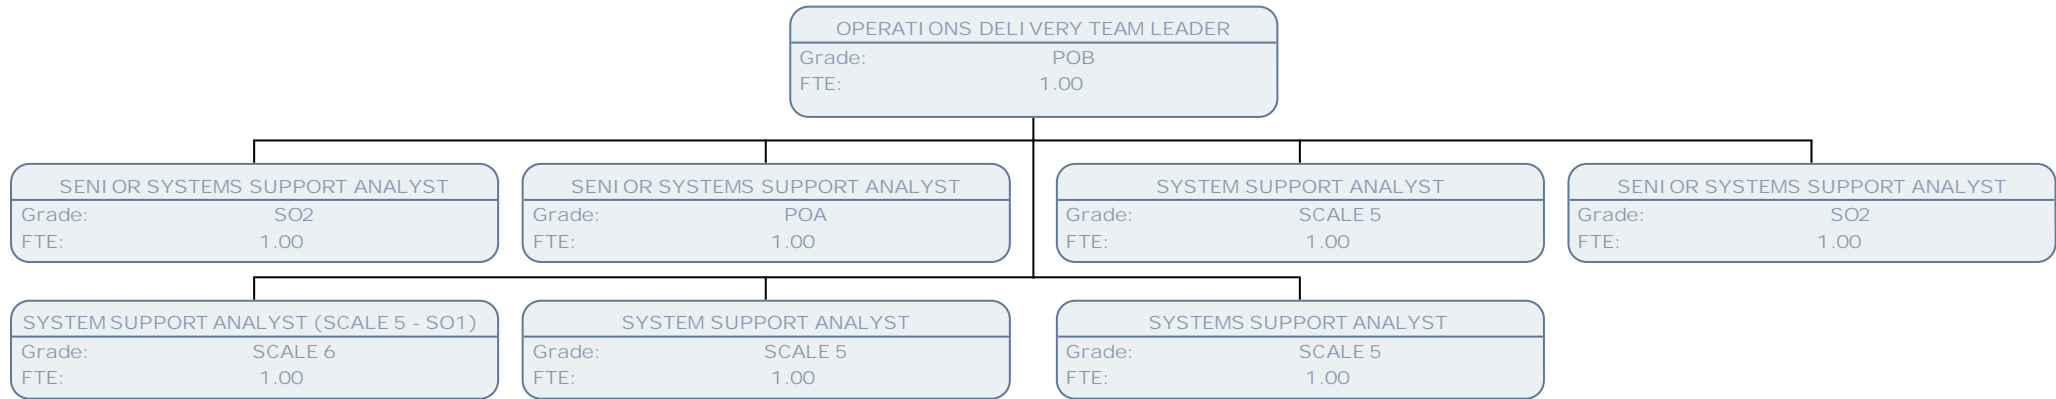 OPERATIONS DELIVERY TEAM LEADER
Grade: POB
FTE: 1.00
SENIOR SYSTEMS SUPPORT ANALYST
Grade: SO2
FTE: 1.00
SENIOR SYSTEMS SUPPORT ANALYST
Grade: POA
FTE: 1.00
SYSTEM SUPPORT ANALYST
Grade: SCALE 5
FTE: 1.00
SENIOR SYSTEMS SUPPORT ANALYST
Grade: SO2
FTE: 1.00
SYSTEM SUPPORT ANALYST (SCALE 5 - SO1)
Grade: SCALE 6
FTE: 1.00
SYSTEM SUPPORT ANALYST
Grade: SCALE 5
FTE: 1.00
SYSTEMS SUPPORT ANALYST
Grade: SCALE 5
FTE: 1.00